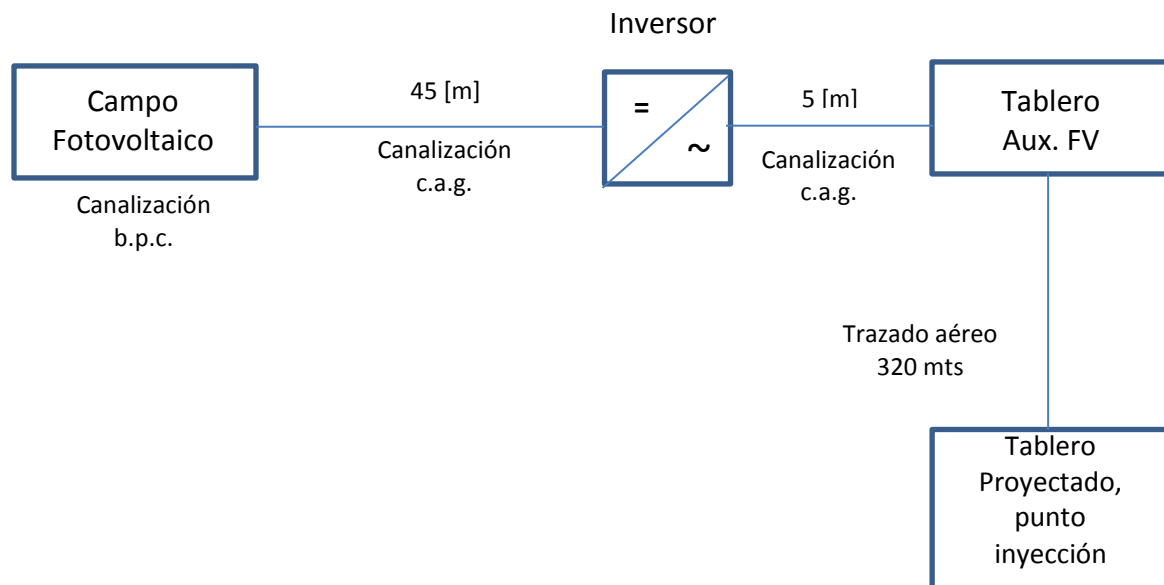 Inversor
Campo
Fotovoltaico
45 [m]
=
~
5 [m]
Tablero
Aux. FV
Canalización
c.a.g.
Canalización
c.a.g.
Canalización
b.p.c.
Trazado aéreo
320 mts
Tablero
Proyectado,
punto
inyección